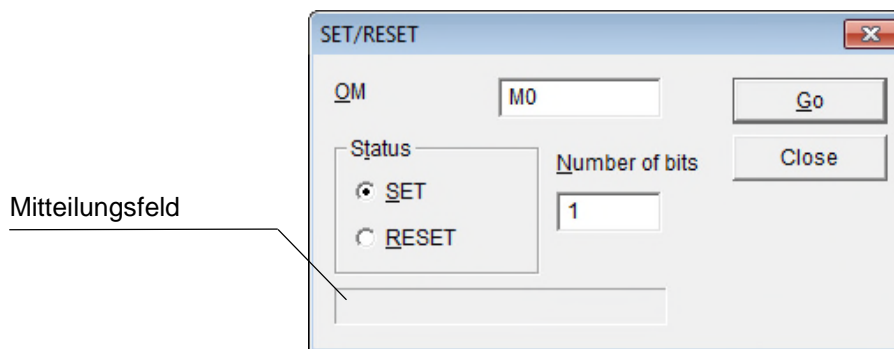 SET/RESET
OM
M0
Go
Status
Number of bits
Close
SET
1
Mitteilungsfeld
RESET